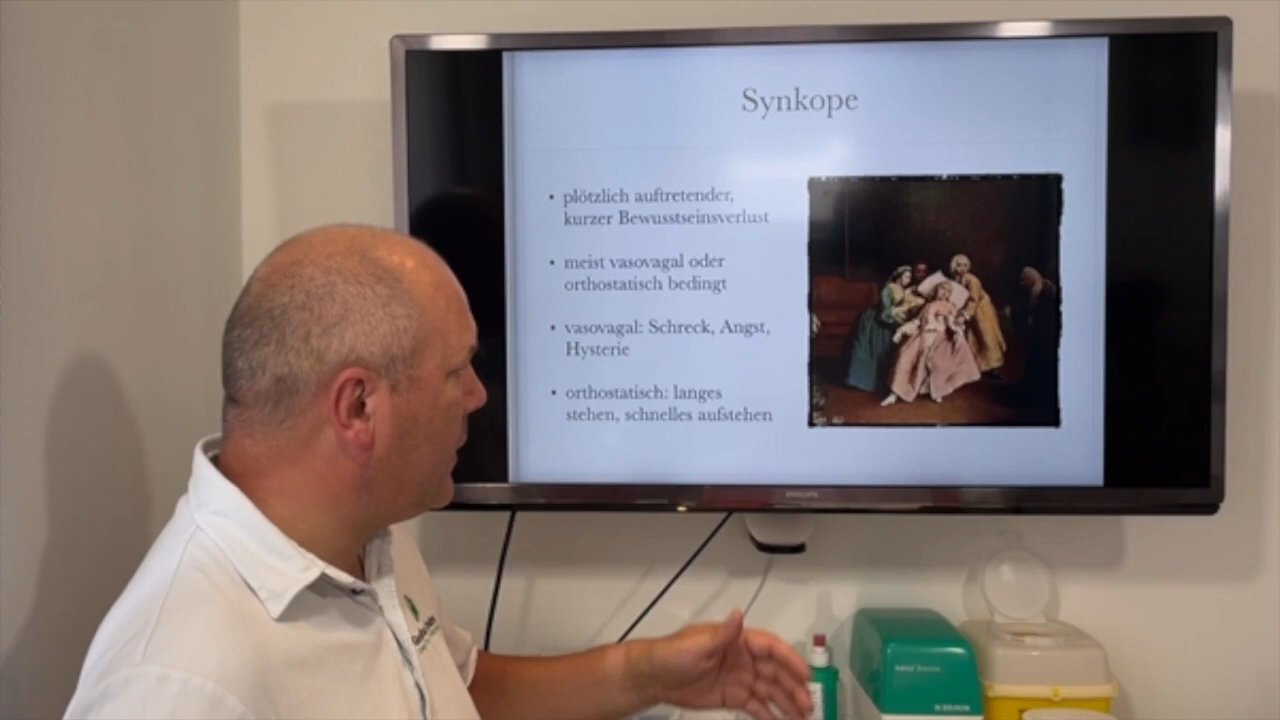 Synkope
• plötzlich auftretender,
kurzer Bewusstseinsverlust
• meist vasovagal oder
orthostatisch bedingt
• vasovagal: Schreck, Angst,
Hysterie
• orthostatisch: langes
stehen, schnelles aufstehen
PHILIPS
B|BRAUN